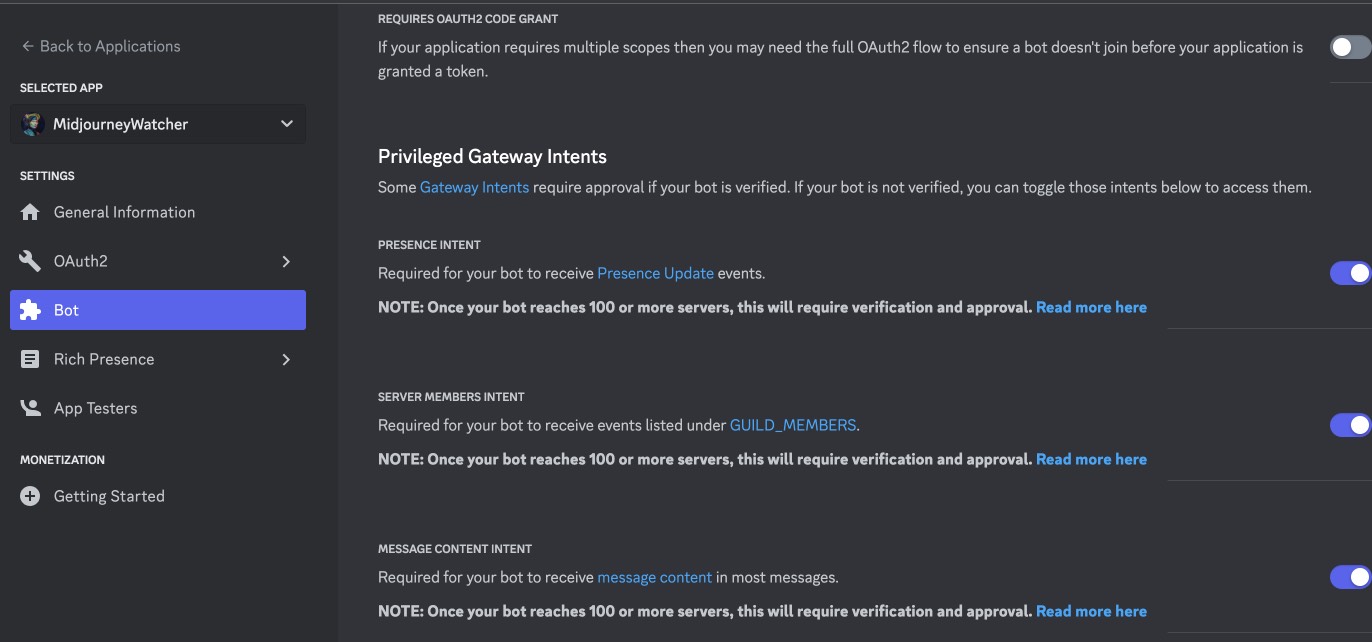 Back to Applications
SELECTED APP
MidjourneyWatcher
SETTINGS
General Information
OAuth2
Bot
Rich Presence
App Testers
MONETIZATION
Getting Started
REQUIRES OAUTH2 CODE GRANT
If your application requires multiple scopes then you may need the full OAuth2 flow to ensure a bot doesn't join before your application is
granted a token.
Privileged Gateway Intents
Some Gateway Intents require approval if your bot is verified. If your bot is not verified, you can toggle those intents below to access them.
PRESENCE INTENT
Required for your bot to receive Presence Update events.
NOTE: Once your bot reaches 100 or more servers, this will require verification and approval. Read more here
SERVER MEMBERS INTENT
Required for your bot to receive events listed under GUILD_MEMBERS.
NOTE: Once your bot reaches 100 or more servers, this will require verification and approval. Read more here
MESSAGE CONTENT INTENT
Required for your bot to receive message content in most messages.
NOTE: Once your bot reaches 100 or more servers, this will require verification and approval. Read more here